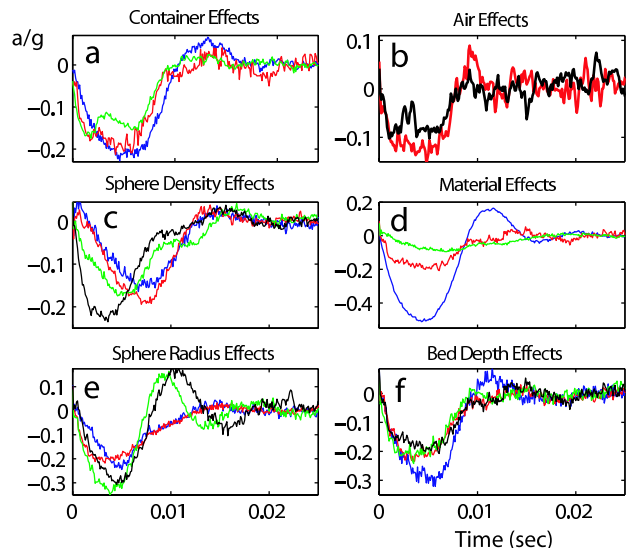 Container Effects
Air Effects
a/g
a
b
0
−0.1
−0.2
0.1
0
−0.1
Sphere Density Effects
Material Effects
c
d
0
−0.1
−0.2
0.2
0
−0.2
−0.4
Sphere Radius Effects
Bed Depth Effects
e
f
0.1
0
−0.1
−0.2
−0.3
0
−0.1
−0.2
−0.3
0 0.01 0.02
0 0.01 0.02
Time (sec)